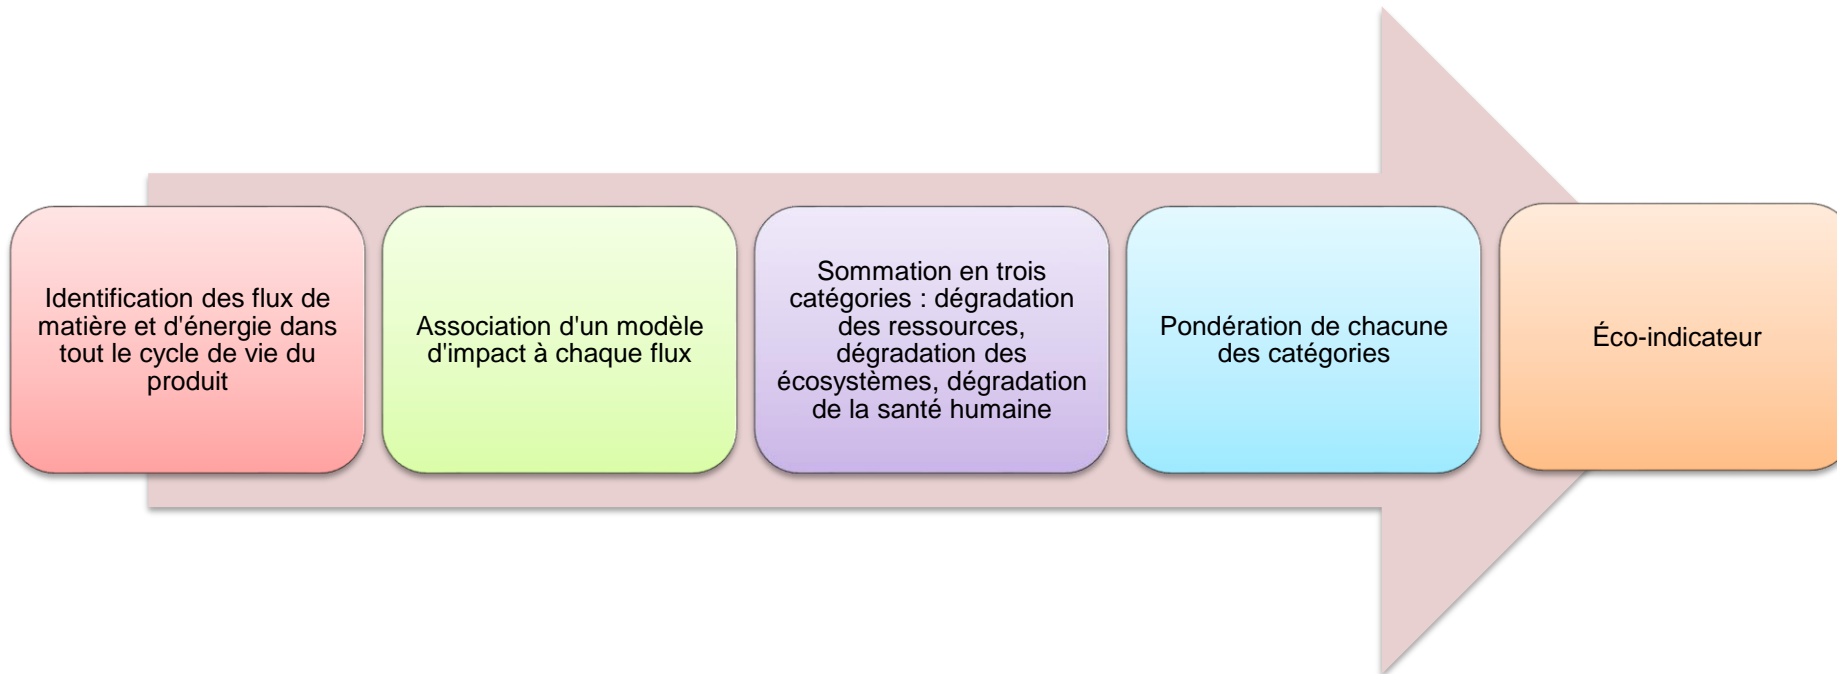 Identification des flux de
matière et d'énergie dans
tout le cycle de vie du
produit
Association d'un modèle
d'impact à chaque flux
Sommation en trois
catégories : dégradation
des ressources,
dégradation des
écosystèmes, dégradation
de la santé humaine
Pondération de chacune
des catégories
Éco-indicateur